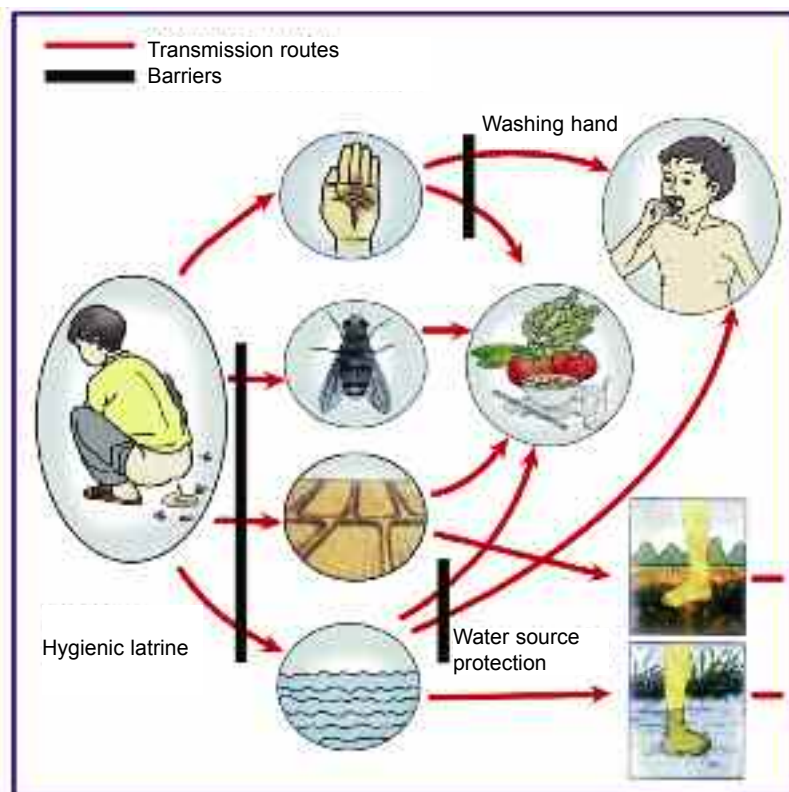 Transmission routes
Barriers
Washing hand
Hygienic latrine
Water source
protection